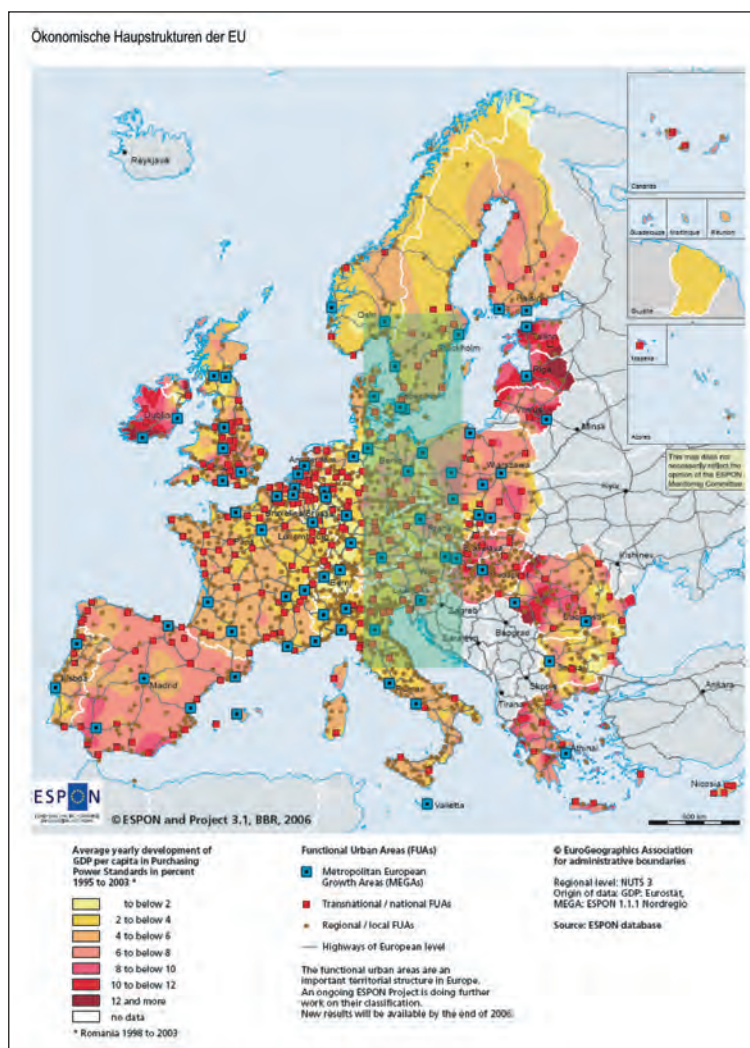 Ökonomische Haupstrukturen der EU
Reykjavik
Canarias
Guadeloupe Martinique Réunion
Guyane
Madeira
Açores
This map does not
necessarily reflect the
opinion of the ESPON
Monitoring Committee
Oslo
Stockholm
Tallinn
Riga
Vilnius
Minsk
Dublin
Berlin
Warszawa
Kyiv
Praha
Luxembourg
Paris
Bern
Wien
Kishinev
Zagreb
Beograd
Bucuresti
Sarajevo
Sofia
Skopje
Tirana
Ankara
Lisboa
Madrid
Roma
Athinai
Nicosia
Valletta
ESPON
© ESPON and Project 3.1, BBR, 2006
500 km
Average yearly development of
GDP per capita in Purchasing
Power Standards in percent
1995 to 2003 *
to below 2
2 to below 4
4 to below 6
6 to below 8
8 to below 10
10 to below 12
12 and more
no data
* Romania 1998 to 2003
Functional Urban Areas (FUAs)
Metropolitan European
Growth Areas (MEGAs)
Transnational / national FUAs
Regional / local FUAs
Highways of European level
The functional urban areas are an
important territorial structure in Europe.
An ongoing ESPON Project is doing further
work on their classification.
New results will be available by the end of 2006.
© EuroGeographics Association
for administrative boundaries
Regional level: NUTS 3
Origin of data: GDP: Eurostat,
MEGA: ESPON 1.1.1 Nordregio
Source: ESPON database